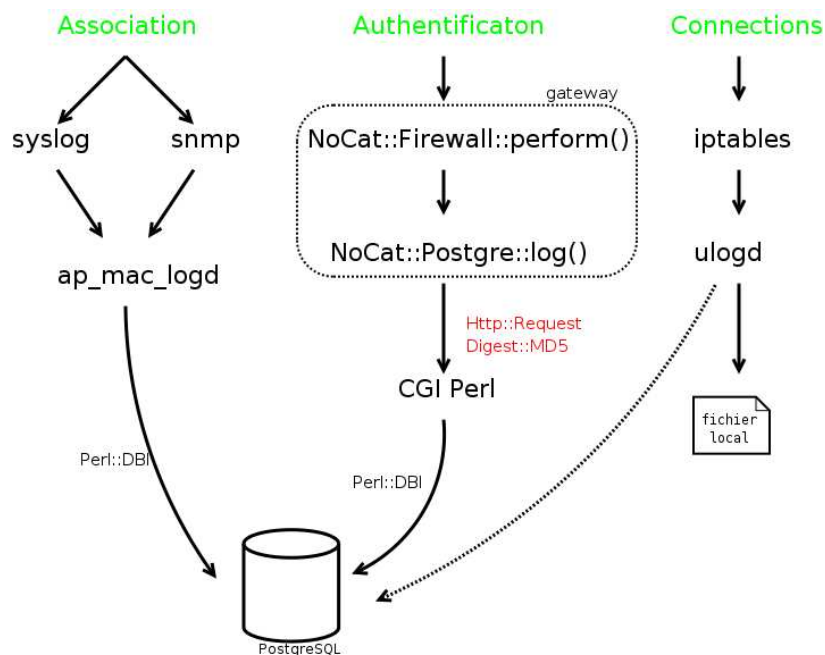 Association
Authentificaton
Connections
gateway
syslog
snmp
NoCat::Firewall::perform()
iptables
NoCat::Postgre::log()
ulogd
ap_mac_logd
Http::Request
Digest::MD5
CGI Perl
fichier
local
Perl::DBI
Perl::DBI
PostgreSQL